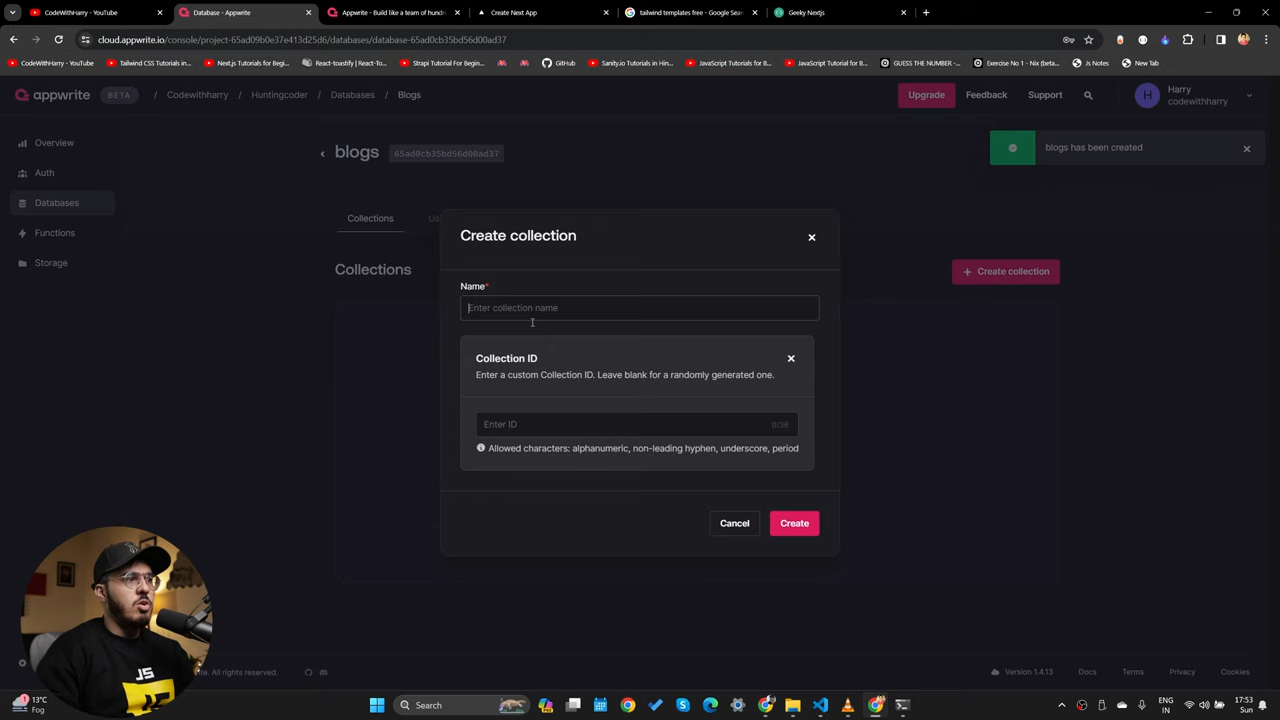 CodeWithHarry - YouTube
Database - Appwrite
Appwrite - Build like a team of hund
Create Next App
tailwind templates free - Google Sea
Geeky Nextjs
cloud.appwrite.io/console/project-65ad09b0e37e413d25d6/databases/database-65ad0cb35bd56d00ad37
CodeWithHarry - YouTube
Tailwind CSS Tutorials in...
Next.js Tutorials for Begi...
React-toastify | React-To...
Strapi Tutorial For Begin...
GitHub
Sanity.io Tutorials in Hin...
JavaScript Tutorials for B...
JavaScript Tutorial for B...
GUESS THE NUMBER -...
Exercise No 1 - Nix (beta...
Js Notes
New Tab
appwrite
BETA
/ Codewithharry / Huntingcoder / Databases / Blogs
Upgrade
Feedback
Support
H
Harry
codewithharry
Overview
Auth
Databases
Functions
Storage
blogs
65ad0cb35bd56d00ad37
blogs has been created
Collections
Us
Collections
+ Create collection
Create collection
Name*
Enter collection name
Collection ID
Enter a custom Collection ID. Leave blank for a randomly generated one.
Enter ID
0/36
Allowed characters: alphanumeric, non-leading hyphen, underscore, period
Cancel
Create
JS
write. All rights reserved.
Version 1.4.13
Docs
Terms
Privacy
Cookies
1
13°C
Fog
Search
ENG
IN
17:53
Sun